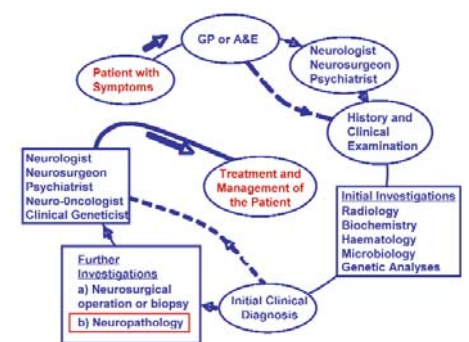 GP or A&E
Patient with
Symptoms
Neurologist
Neurosurgeon
Psychiatrist
History and
Clinical
Examination
Initial Investigations
Radiology
Biochemistry
Haematology
Microbiology
Genetic Analyses
Initial Clinical
Diagnosis
Further
Investigations
a) Neurosurgical
operation or biopsy
b) Neuropathology
Neurologist
Neurosurgeon
Psychiatrist
Neuro-0ncologist
Clinical Geneticist
Treatment and
Management of
the Patient